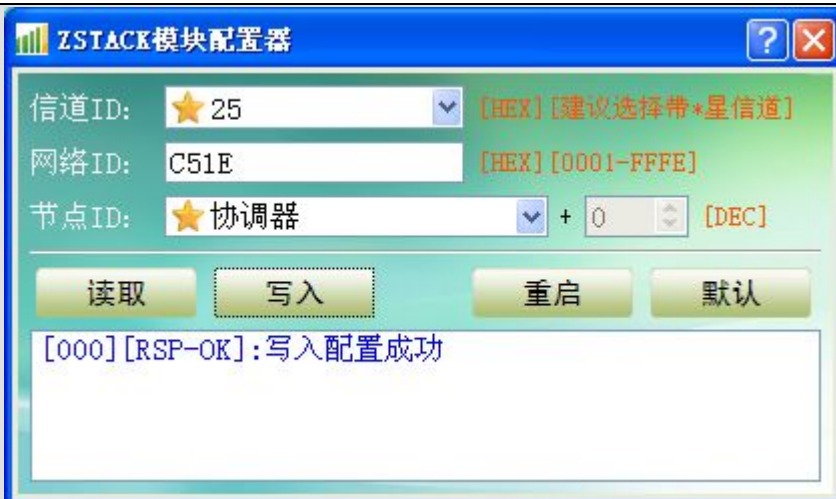 ZSTACK模块配置器
信道ID: 25 [HEX][建议选择带*星信道]
网络ID: C51E [HEX][0001-FFFE]
节点ID: 协调器 + 0 [DEC]
读取 写入 重启 默认
[000][RSP-OK]:写入配置成功